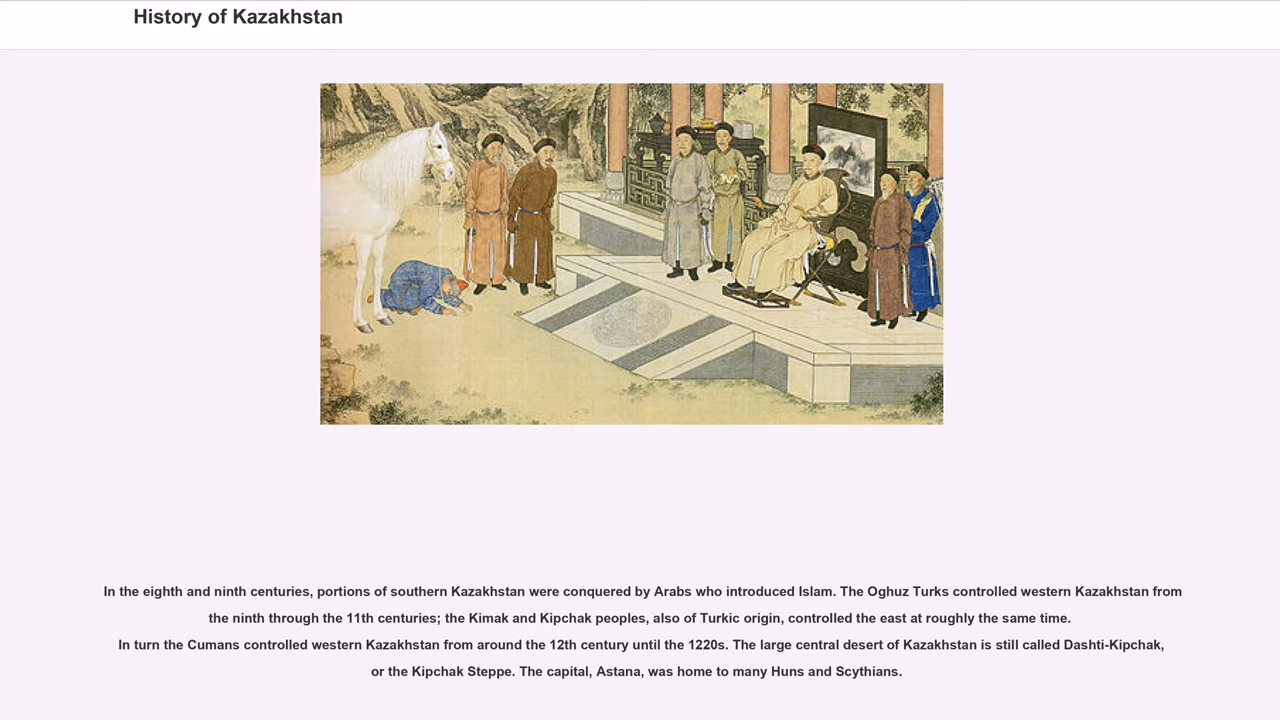 History of Kazakhstan
In the eighth and ninth centuries, portions of southern Kazakhstan were conquered by Arabs who introduced Islam. The Oghuz Turks controlled western Kazakhstan from
the ninth through the 11th centuries; the Kimak and Kipchak peoples, also of Turkic origin, controlled the east at roughly the same time.
In turn the Cumans controlled western Kazakhstan from around the 12th century until the 1220s. The large central desert of Kazakhstan is still called Dashti-Kipchak,
or the Kipchak Steppe. The capital, Astana, was home to many Huns and Scythians.